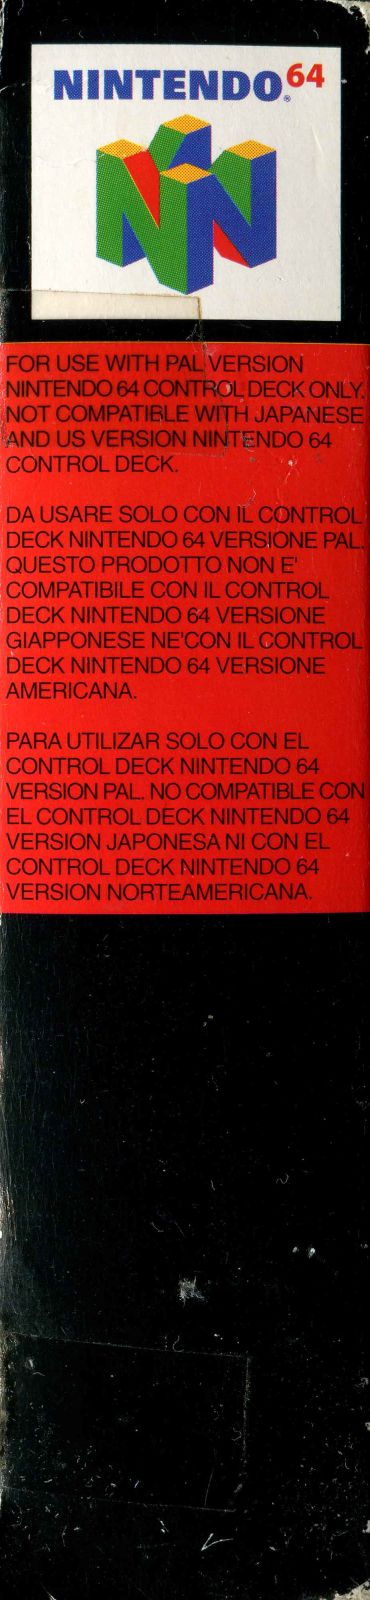 NINTENDO®64
FOR USE WITH PAL VERSION
NINTENDO 64 CONTROL DECK ONLY.
NOT COMPATIBLE WITH JAPANESE
AND US VERSION NINTENDO 64
CONTROL DECK.
DA USARE SOLO CON IL CONTROL
DECK NINTENDO 64 VERSIONE PAL.
QUESTO PRODOTTO NON E'
COMPATIBILE CON IL CONTROL
DECK NINTENDO 64 VERSIONE
GIAPPONESE NE'CON IL CONTROL
DECK NINTENDO 64 VERSIONE
AMERICANA.
PARA UTILIZAR SOLO CON EL
CONTROL DECK NINTENDO 64
VERSION PAL. NO COMPATIBLE CON
EL CONTROL DECK NINTENDO 64
VERSION JAPONESA NI CON EL
CONTROL DECK NINTENDO 64
VERSION NORTEAMERICANA.